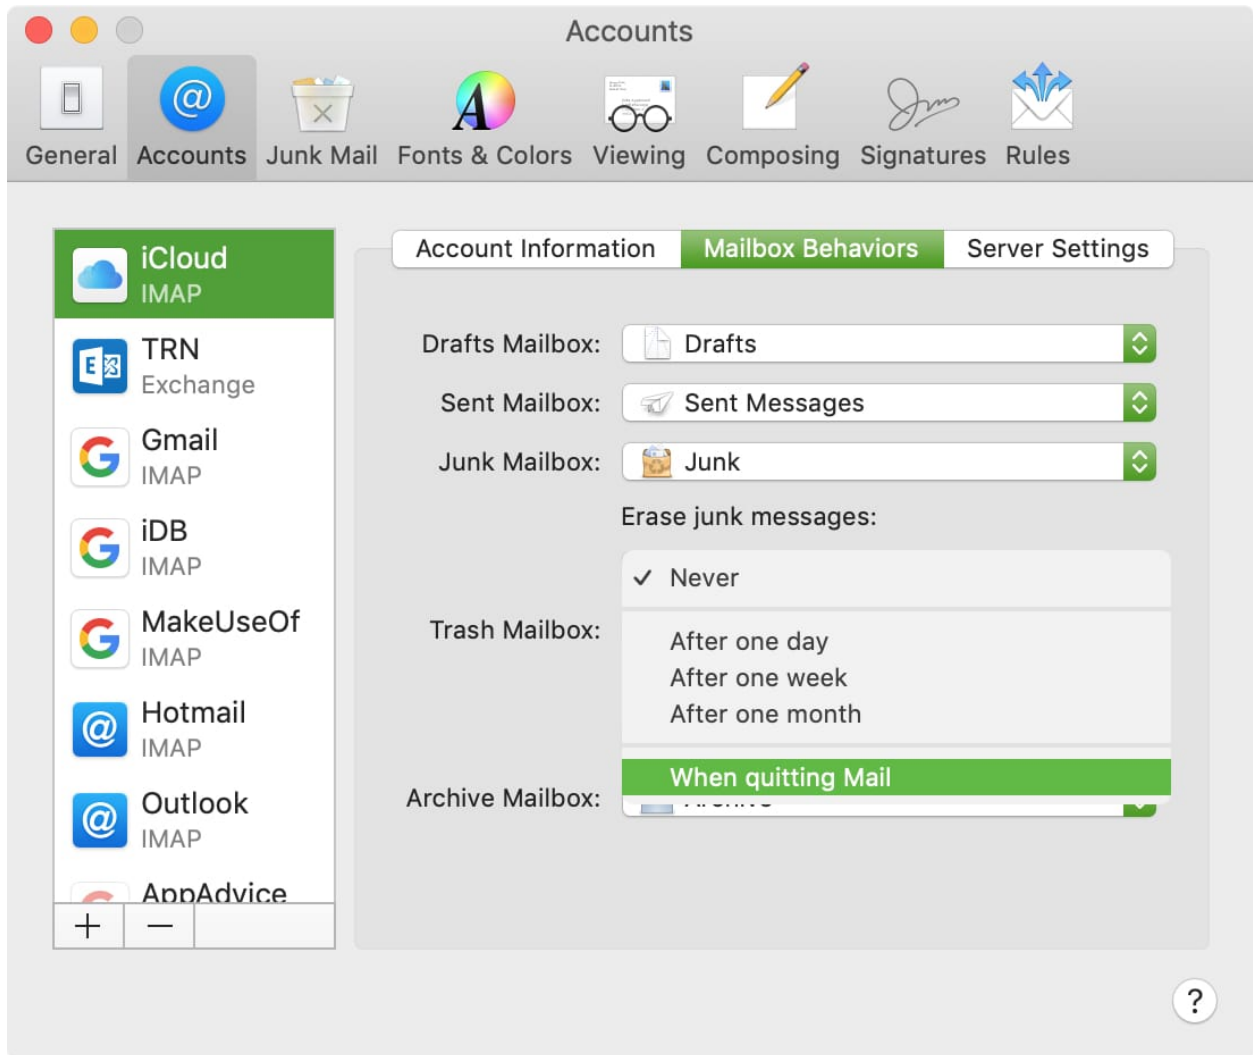 Accounts
General Accounts Junk Mail Fonts & Colors Viewing Composing Signatures Rules
iCloud
IMAP
TRN
Exchange
Gmail
IMAP
iDB
IMAP
MakeUseOf
IMAP
Hotmail
IMAP
Outlook
IMAP
AppAdvice
Account Information Mailbox Behaviors Server Settings
Drafts Mailbox: Drafts
Sent Mailbox: Sent Messages
Junk Mailbox: Junk
Erase junk messages:
✓ Never
Trash Mailbox:
After one day
After one week
After one month
When quitting Mail
Archive Mailbox:
+ −
?